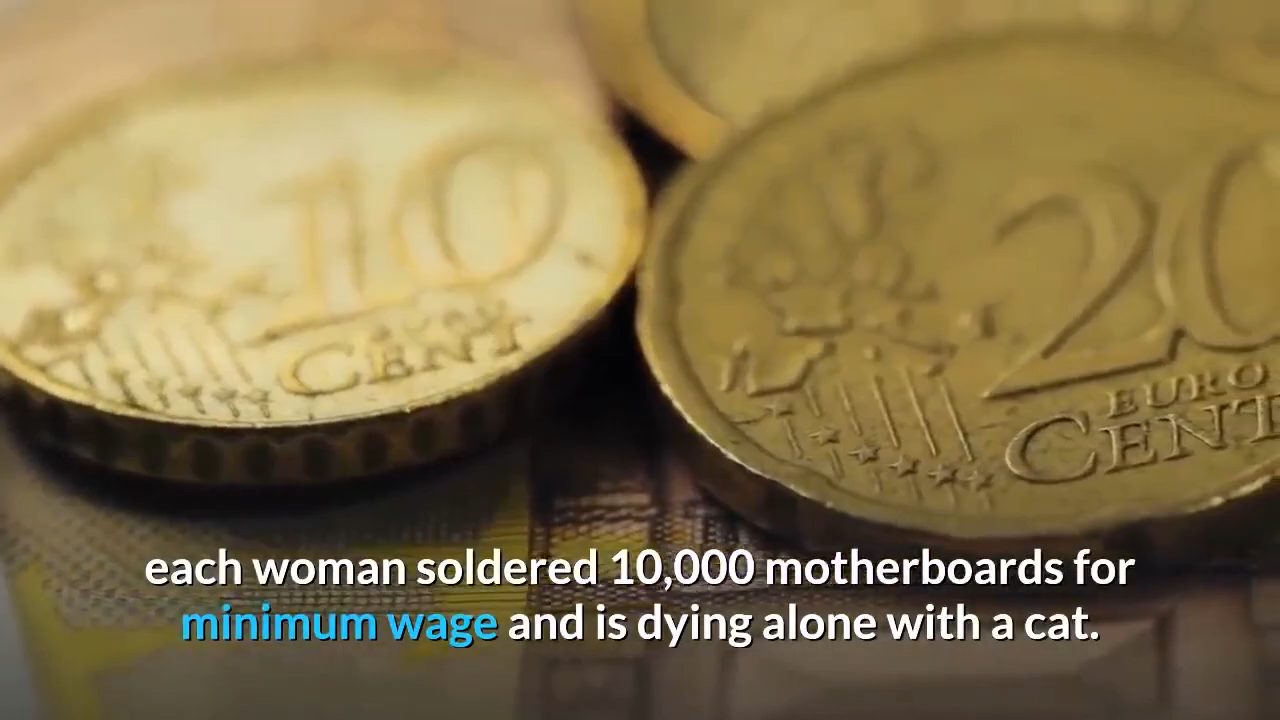 10
CENT
20
EURO
CENT
each woman soldered 10,000 motherboards for
minimum wage and is dying alone with a cat.